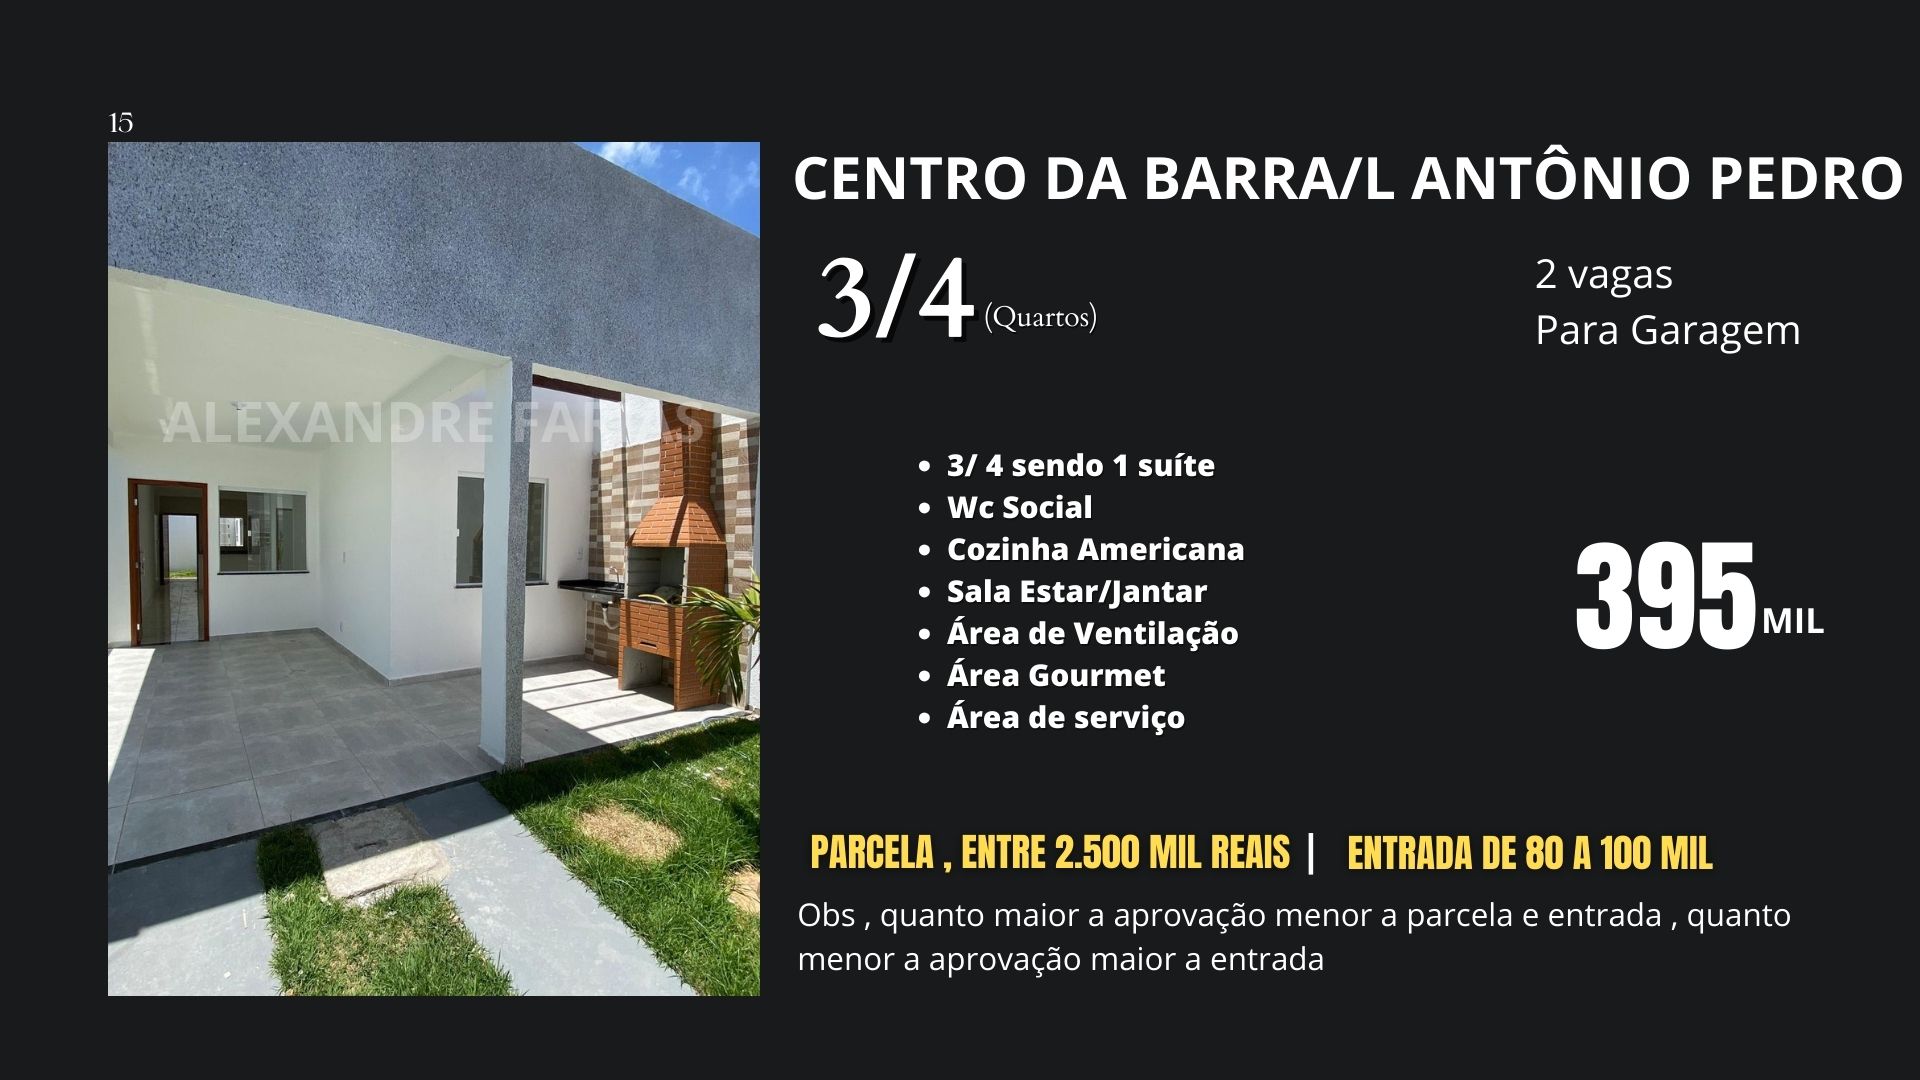 15
CENTRO DA BARRA/L ANTÔNIO PEDRO
3/4 (Quartos)
2 vagas
Para Garagem
ALEXANDRE FARIAS
• 3/ 4 sendo 1 suíte
• Wc Social
• Cozinha Americana
• Sala Estar/Jantar
• Área de Ventilação
• Área Gourmet
• Área de serviço
395 MIL
PARCELA , ENTRE 2.500 MIL REAIS | ENTRADA DE 80 A 100 MIL
Obs , quanto maior a aprovação menor a parcela e entrada , quanto
menor a aprovação maior a entrada